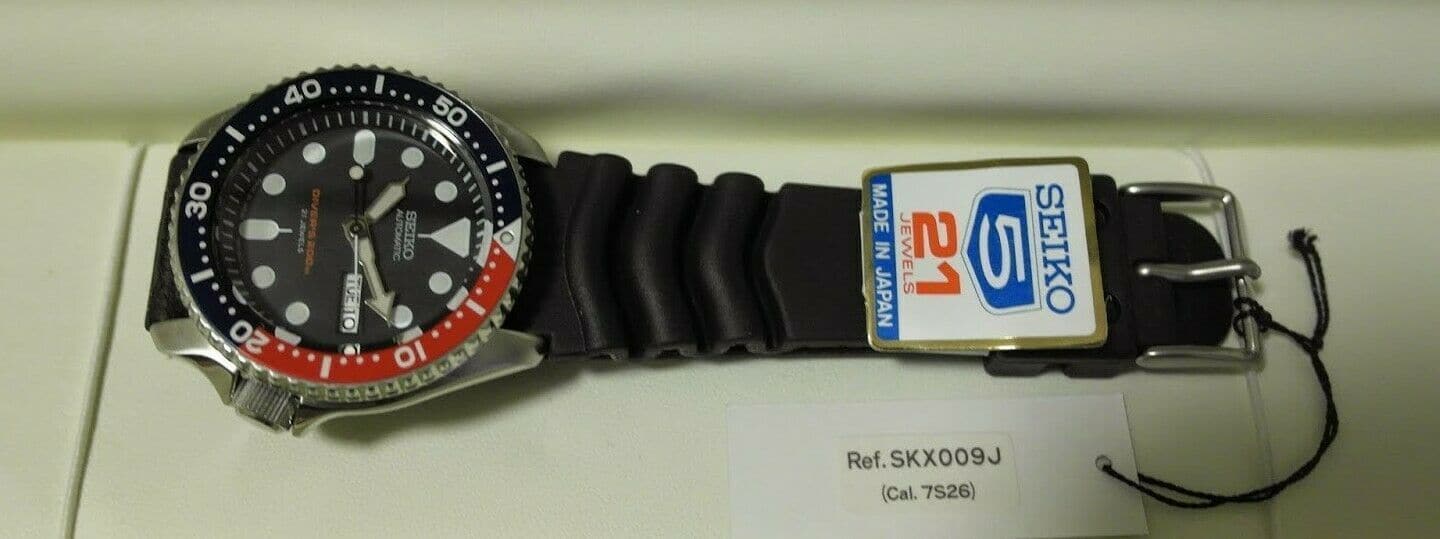 40
50
30
20
10
SEIKO
AUTOMATIC
DIVER'S 200m
21 JEWELS
TUE 10
SEIKO
5
21
JEWELS
MADE IN JAPAN
Ref. SKX009J
(Cal. 7S26)